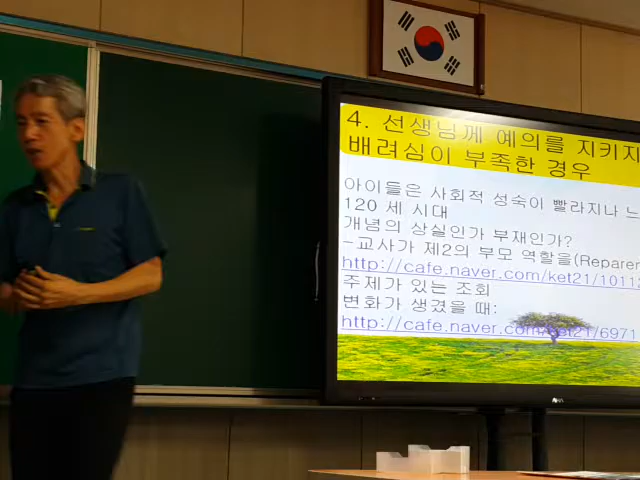 4. 선생님께 예의를 지키지
배려심이 부족한 경우
아이들은 사회적 성숙이 빨라지나 느
120 세 시대
개념의 상실인가 부재인가?
-교사가 제2의 부모 역할을(Reparen
http://cafe.naver.com/ket21/10112
주제가 있는 조회
변화가 생겼을 때:
http://cafe.naver.com/ket21/6971